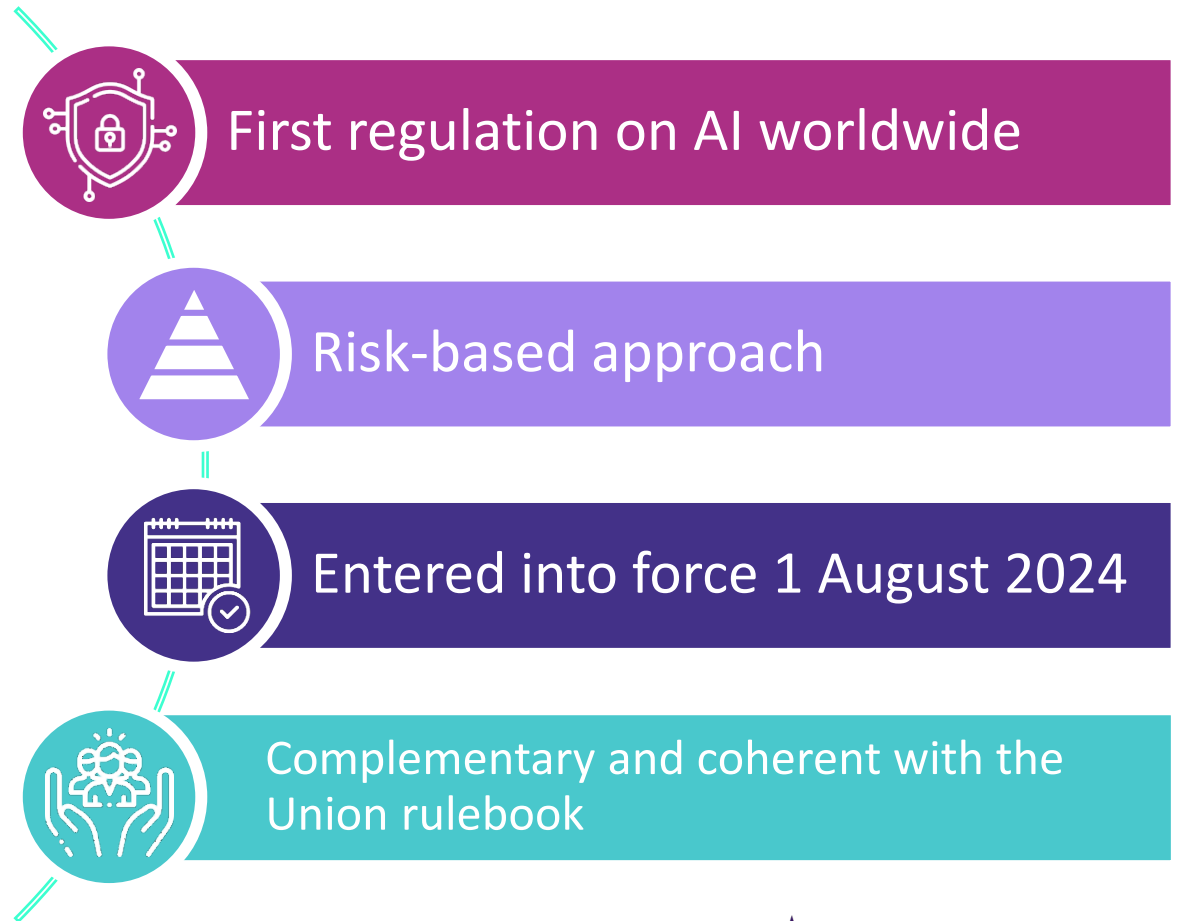 First regulation on AI worldwide
Risk-based approach
Entered into force 1 August 2024
Complementary and coherent with the
Union rulebook